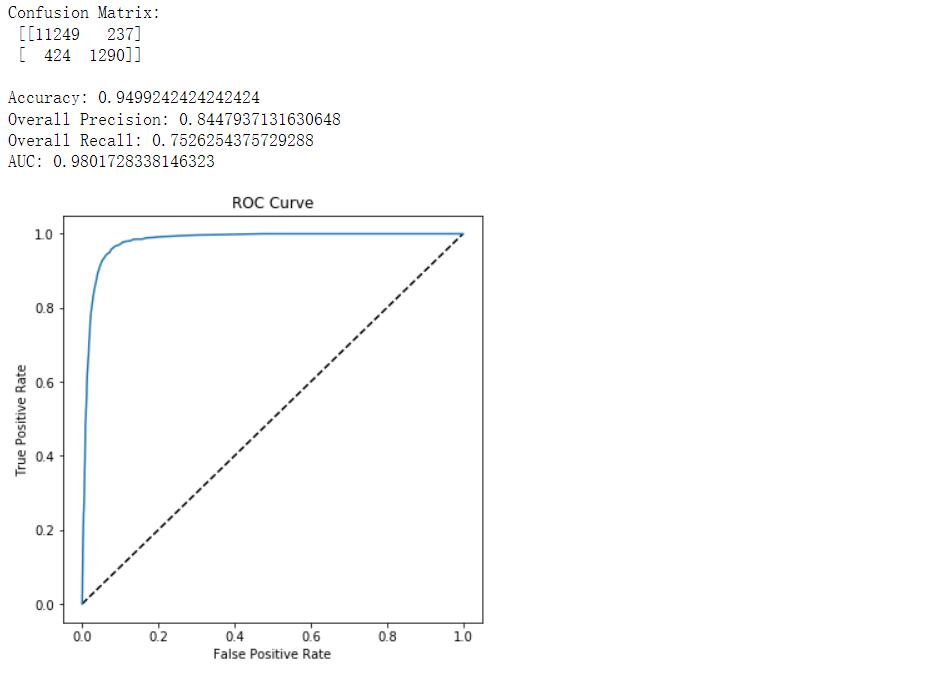 Confusion Matrix:
[[11249 237]
[ 424 1290]]
Accuracy: 0.9499242424242424
Overall Precision: 0.8447937131630648
Overall Recall: 0.7526254375729288
AUC: 0.9801728338146323
ROC Curve
1.0
0.8
0.6
0.4
0.2
0.0
True Positive Rate
0.0 0.2 0.4 0.6 0.8 1.0
False Positive Rate